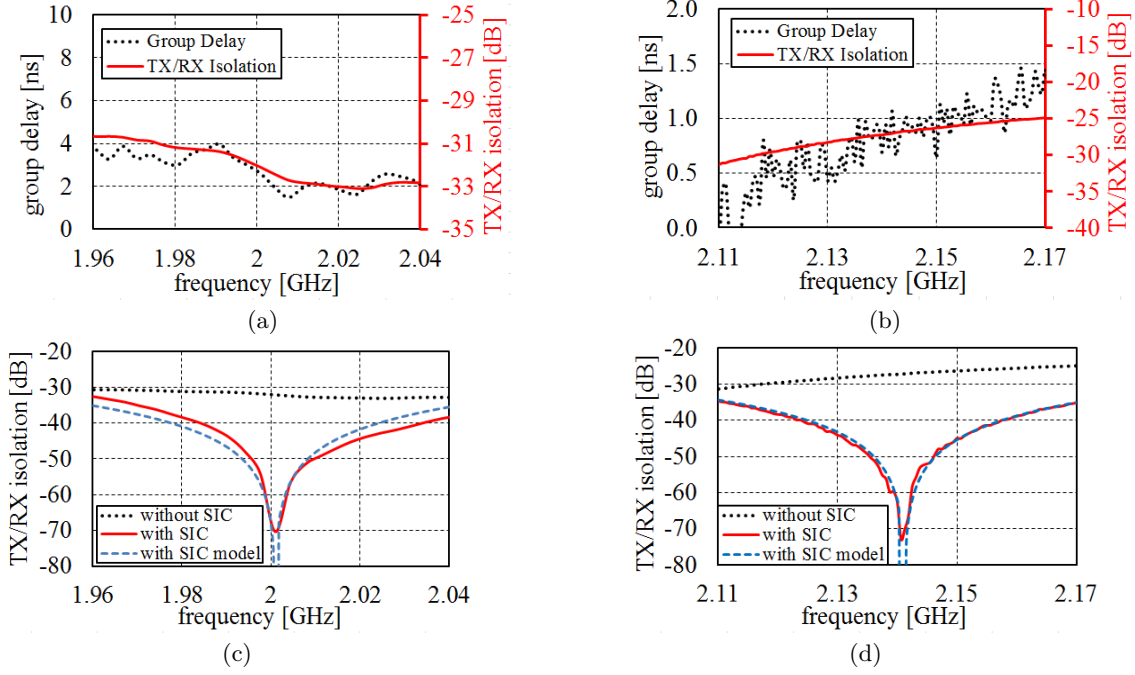 10
8
6
4
2
0
group delay [ns]
Group Delay
TX/RX Isolation
-25
-27
-29
-31
-33
-35
TX/RX isolation [dB]
1.96
1.98
2
2.02
2.04
frequency [GHz]
(a)
2.0
1.5
1.0
0.5
0.0
group delay [ns]
Group Delay
TX/RX Isolation
-10
-15
-20
-25
-30
-35
-40
TX/RX isolation [dB]
2.11
2.13
2.15
2.17
frequency [GHz]
(b)
-20
-30
-40
-50
-60
-70
-80
TX/RX isolation [dB]
without SIC
with SIC
with SIC model
1.96
1.98
2
2.02
2.04
frequency [GHz]
(c)
-20
-30
-40
-50
-60
-70
-80
TX/RX isolation [dB]
without SIC
with SIC
with SIC model
2.11
2.13
2.15
2.17
frequency [GHz]
(d)